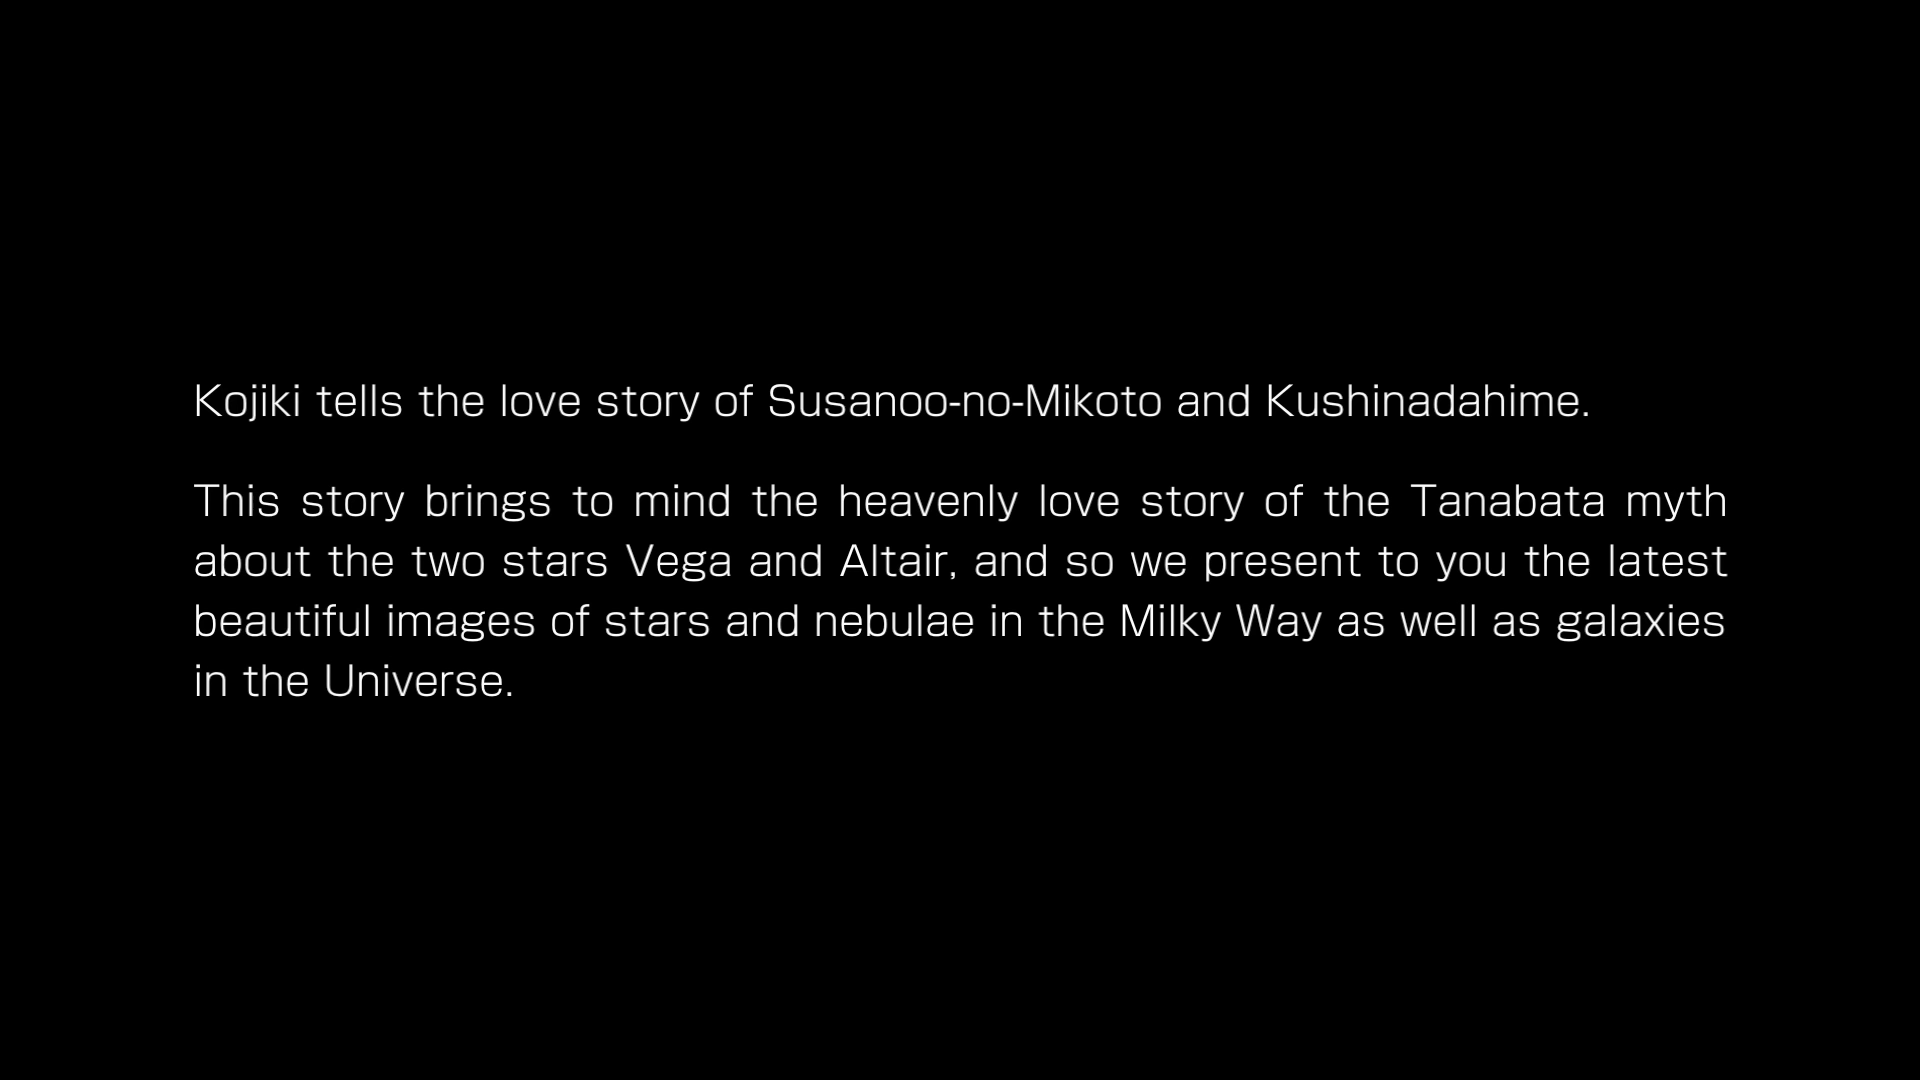 Kojiki tells the love story of Susanoo-no-Mikoto and Kushinadahime.
This story brings to mind the heavenly love story of the Tanabata myth
about the two stars Vega and Altair, and so we present to you the latest
beautiful images of stars and nebulae in the Milky Way as well as galaxies
in the Universe.